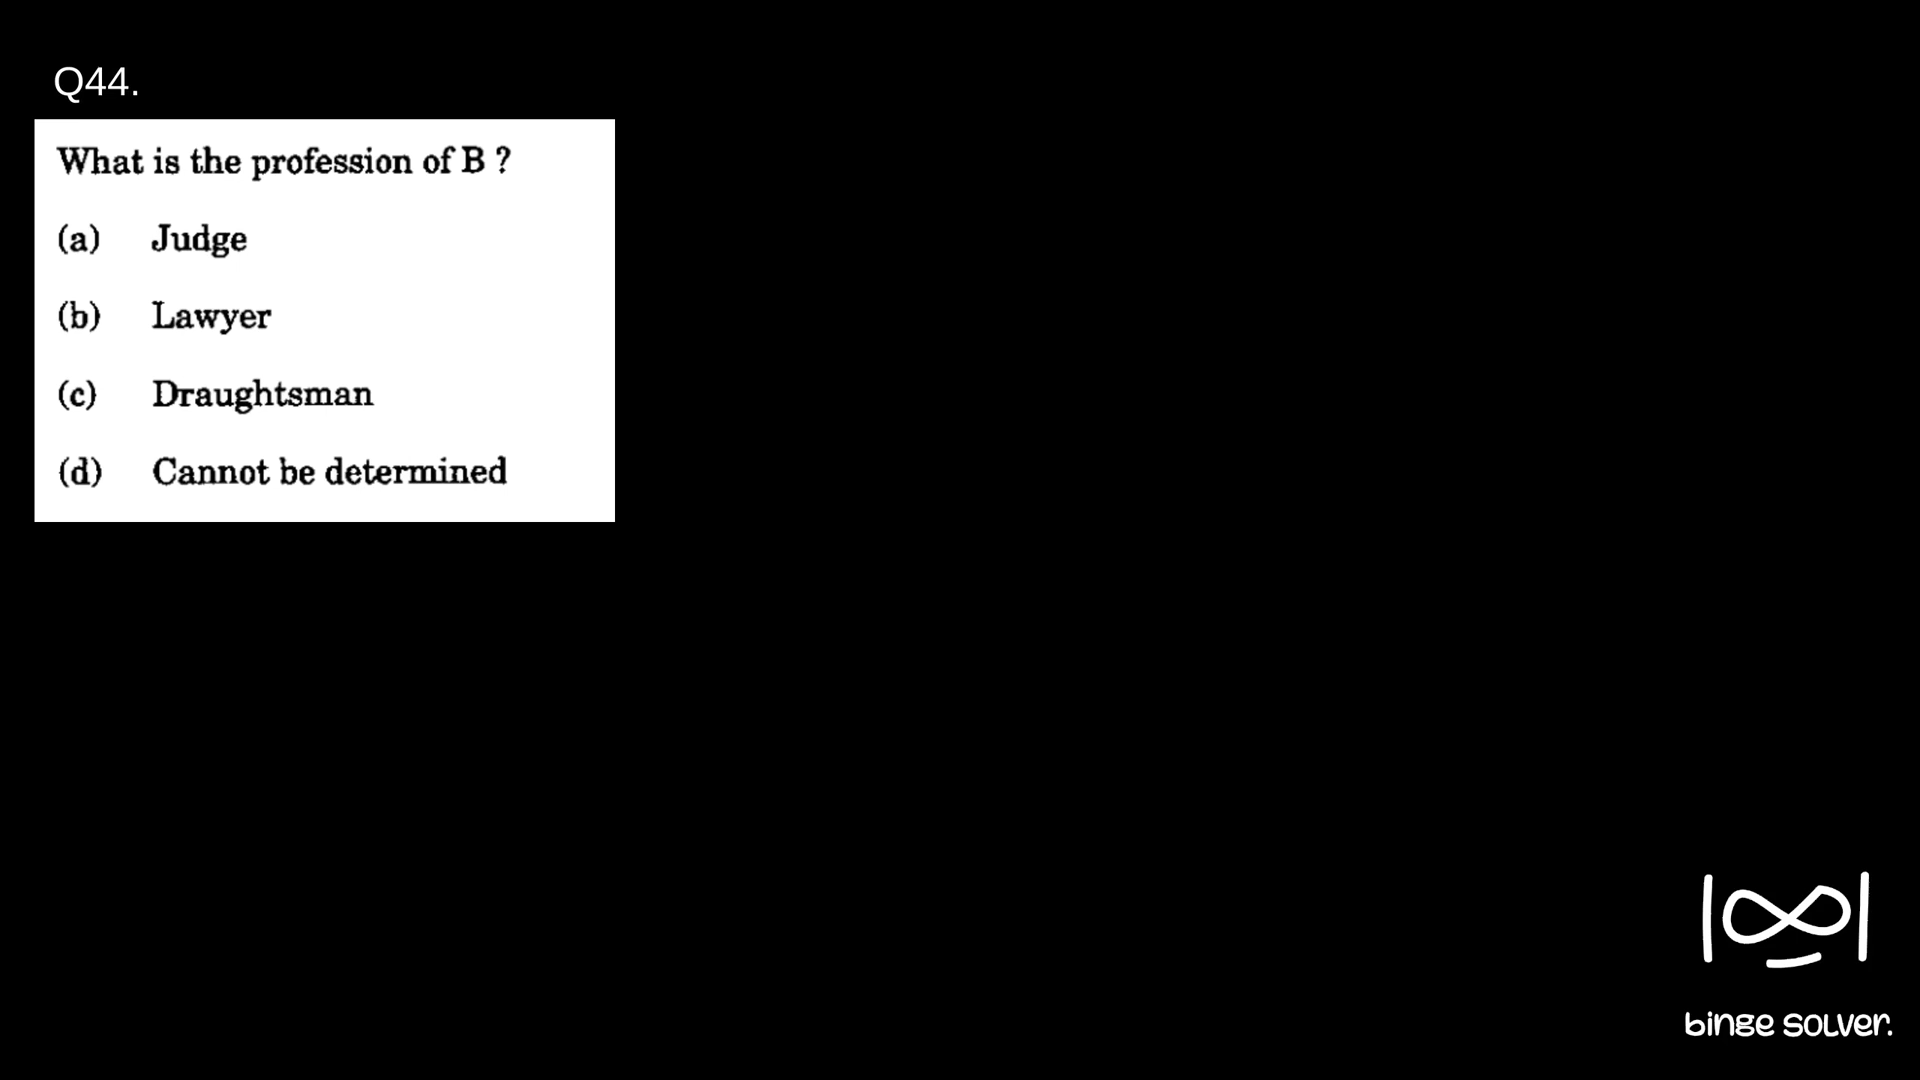 Q44.
What is the profession of B ?
(a) Judge
(b) Lawyer
(c) Draughtsman
(d) Cannot be determined
binge solver.